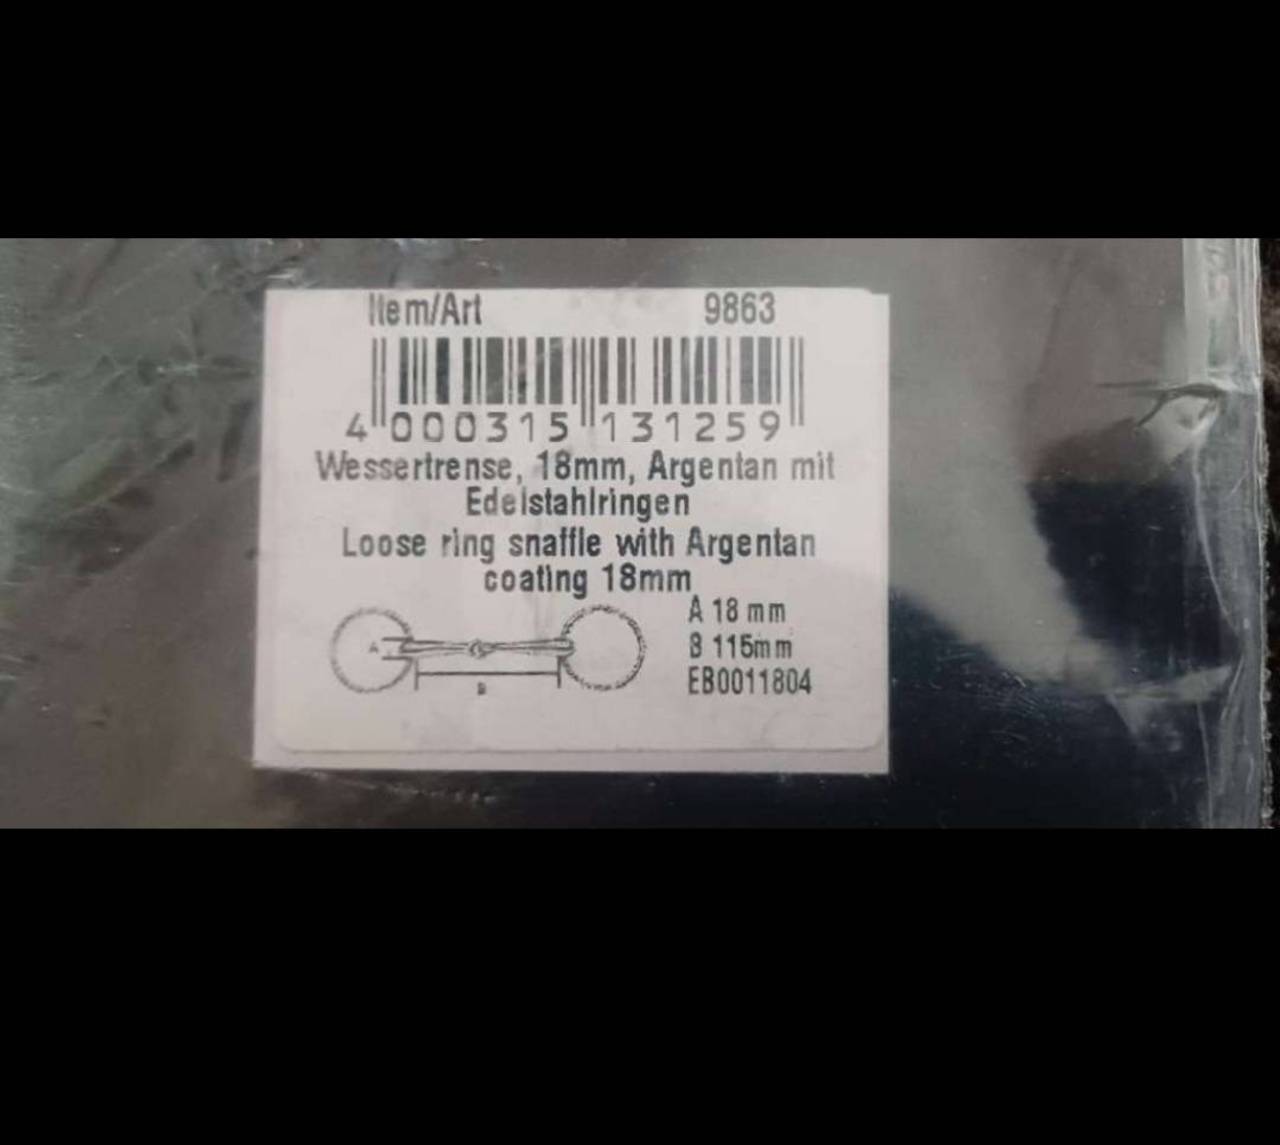 Item/Art 9863
4 000315 131259
Wessertrense, 18mm, Argentan mit
Edelstahlringen
Loose ring snaffle with Argentan
coating 18mm
A 18 mm
B 115mm
EB0011804
A
B